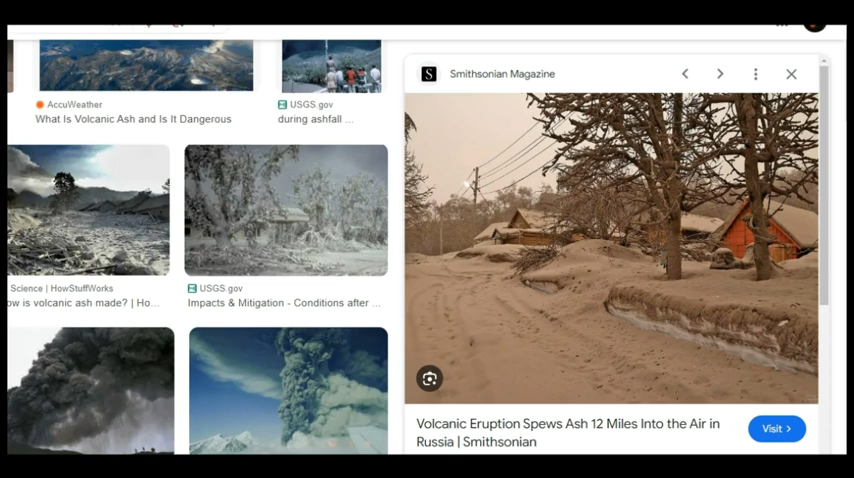 AccuWeather
What Is Volcanic Ash and Is It Dangerous
USGS.gov
during ashfall ...
Science | HowStuffWorks
ow is volcanic ash made? | Ho...
USGS.gov
Impacts & Mitigation - Conditions after ...
S
Smithsonian Magazine
Volcanic Eruption Spews Ash 12 Miles Into the Air in
Russia | Smithsonian
Visit